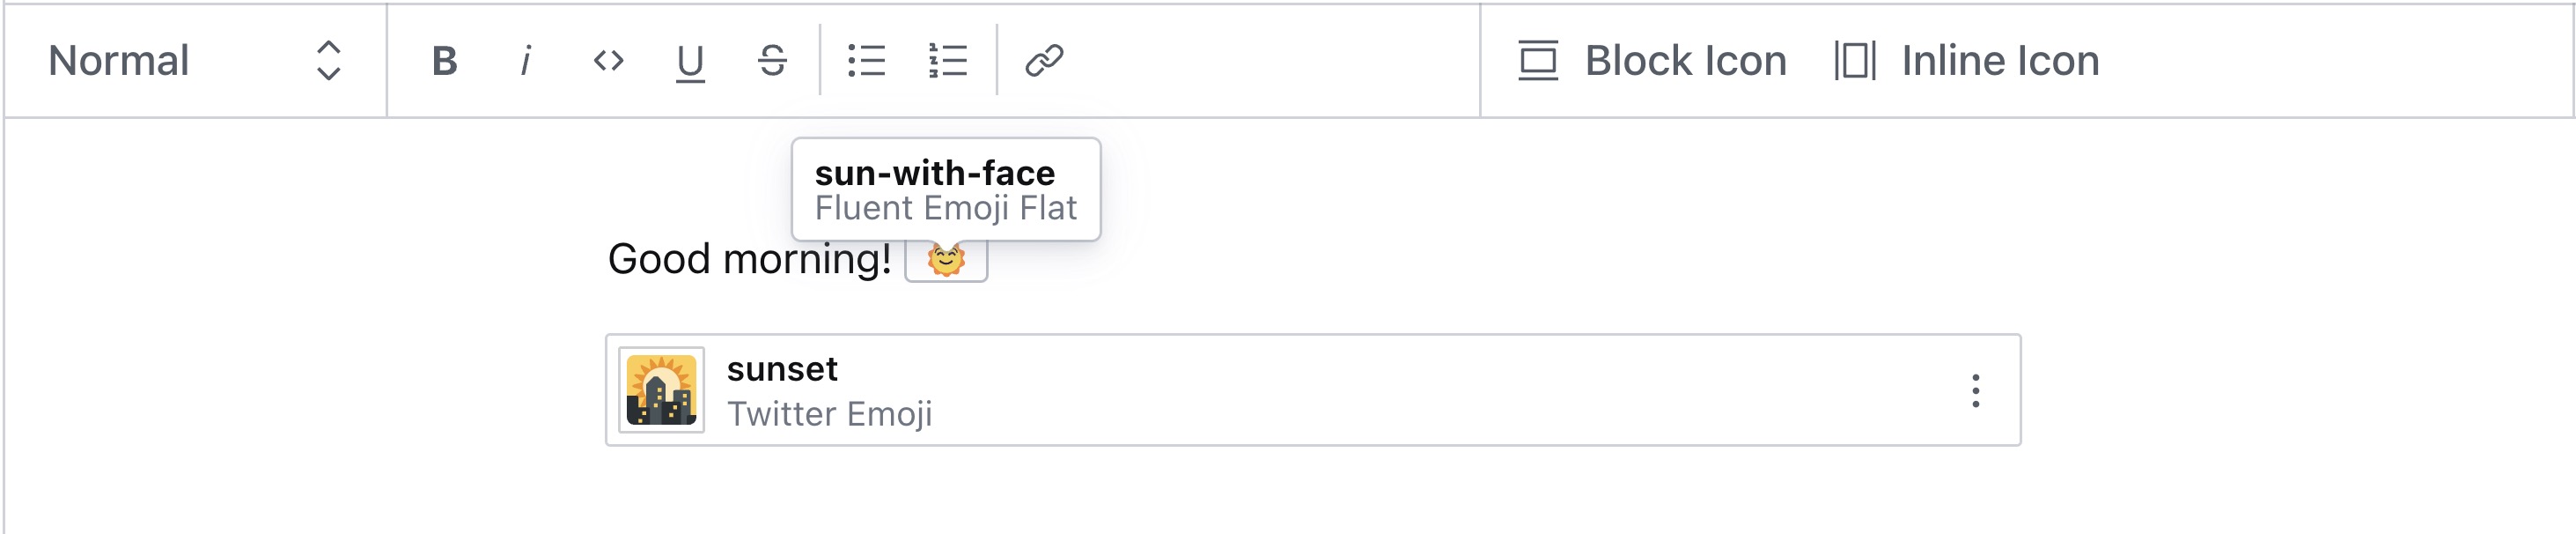 Normal
B i <> U S
Block Icon
Inline Icon
sun-with-face
Fluent Emoji Flat
Good morning!
sunset
Twitter Emoji